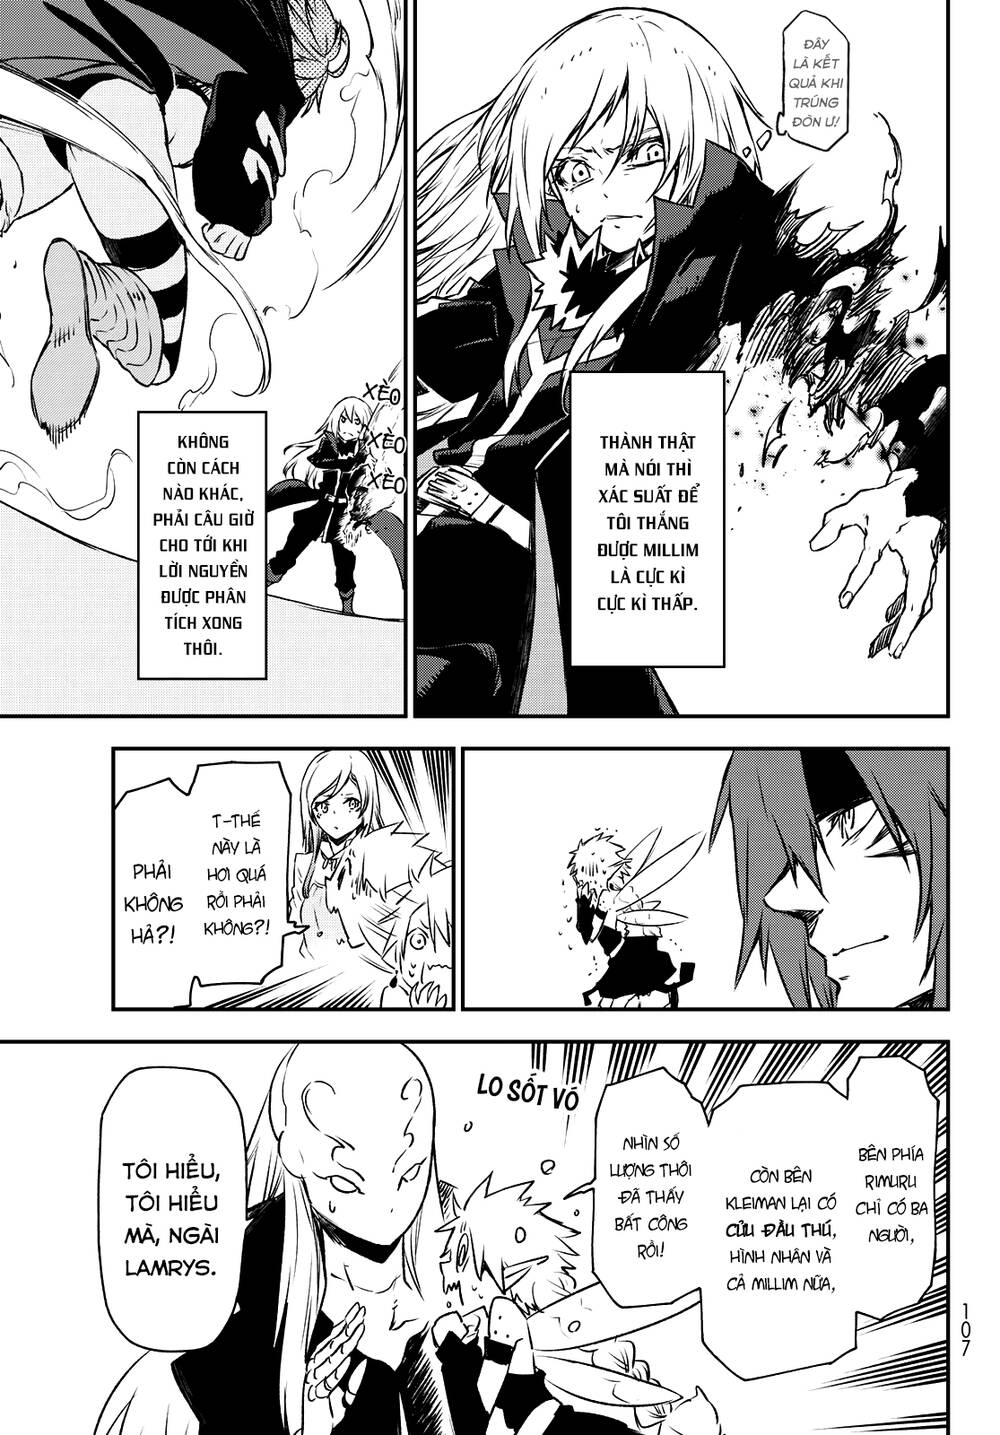 ĐÂY
LÀ KẾT
QUẢ KHI
TRÚNG
ĐÒN Ư!
THÀNH THẬT
MÀ NÓI THÌ
XÁC SUẤT ĐỂ
TÔI THẮNG
ĐƯỢC MILLIM
LÀ CỰC KÌ
CỰC KÌ THẤP.
XÈO
XÈO
XÈO
KHÔNG
CÒN CÁCH
NÀO KHÁC,
PHẢI CÂU GIỜ
CHO TỚI KHI
LỜI NGUYỀN
ĐƯỢC PHÂN
TÍCH XONG
THÔI.
T-THẾ
NÀY LÀ
HƠI QUÁ
RỒI PHẢI
KHÔNG?!
PHẢI
KHÔNG
HẢ?!
BÊN PHÍA
RIMURU
CHỈ CÓ BA
NGƯỜI,
CÒN BÊN
KLEIMAN LẠI CÓ
CỬU ĐẦU THÚ,
HÌNH NHÂN VÀ
CẢ MILLIM NỮA,
NHÌN SỐ
LƯỢNG THÔI
ĐÃ THẤY
BẤT CÔNG
RỒI!
LO SỐT VÓ
TÔI HIỂU,
TÔI HIỂU
MÀ, NGÀI
LAMRYS.
107